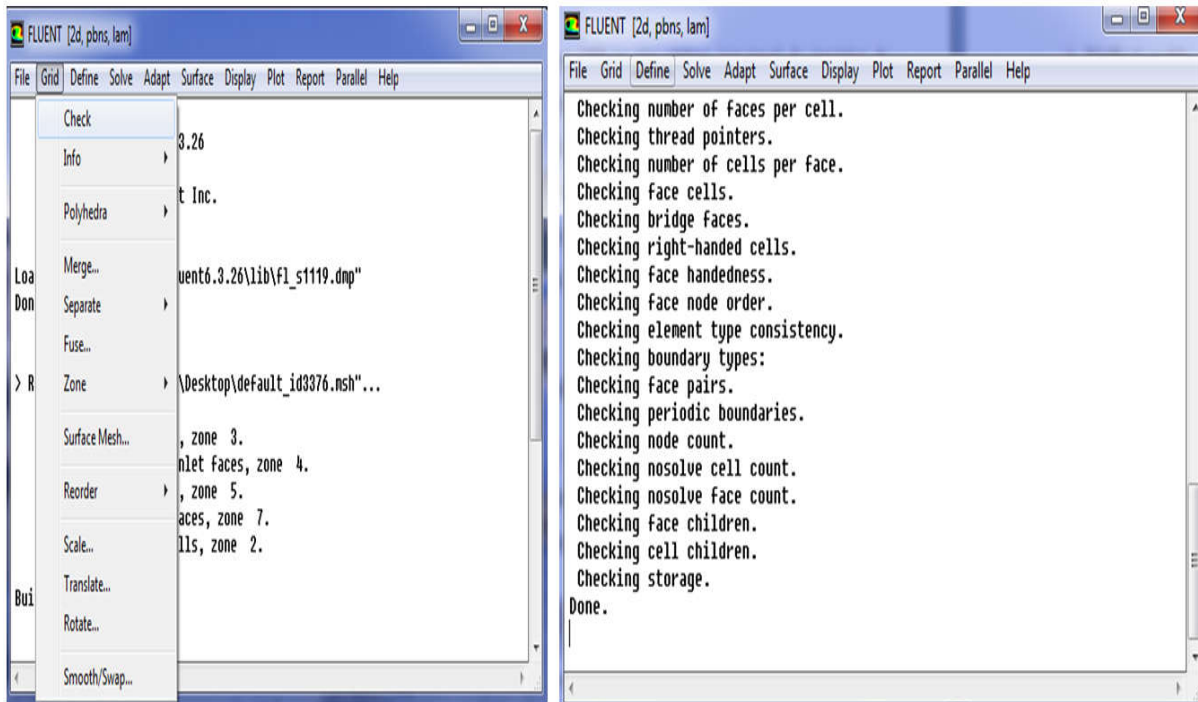 FLUENT [2d, pbns, lam]
File Grid Define Solve Adapt Surface Display Plot Report Parallel Help
Check
3.26
Info
t Inc.
Polyhedra
Merge...
Loa uent6.3.26\lib\fl_s1119.dmp"
Don Separate
Fuse...
> R Zone \Desktop\default_id3376.msh"...
Surface Mesh... , zone 3.
nlet faces, zone 4.
Reorder , zone 5.
aces, zone 7.
Scale... lls, zone 2.
Translate...
Bui
Rotate...
Smooth/Swap...
FLUENT [2d, pbns, lam]
File Grid Define Solve Adapt Surface Display Plot Report Parallel Help
Checking number of faces per cell.
Checking thread pointers.
Checking number of cells per face.
Checking face cells.
Checking bridge faces.
Checking right-handed cells.
Checking face handedness.
Checking face node order.
Checking element type consistency.
Checking boundary types:
Checking face pairs.
Checking periodic boundaries.
Checking node count.
Checking nosolve cell count.
Checking nosolve face count.
Checking face children.
Checking cell children.
Checking storage.
Done.